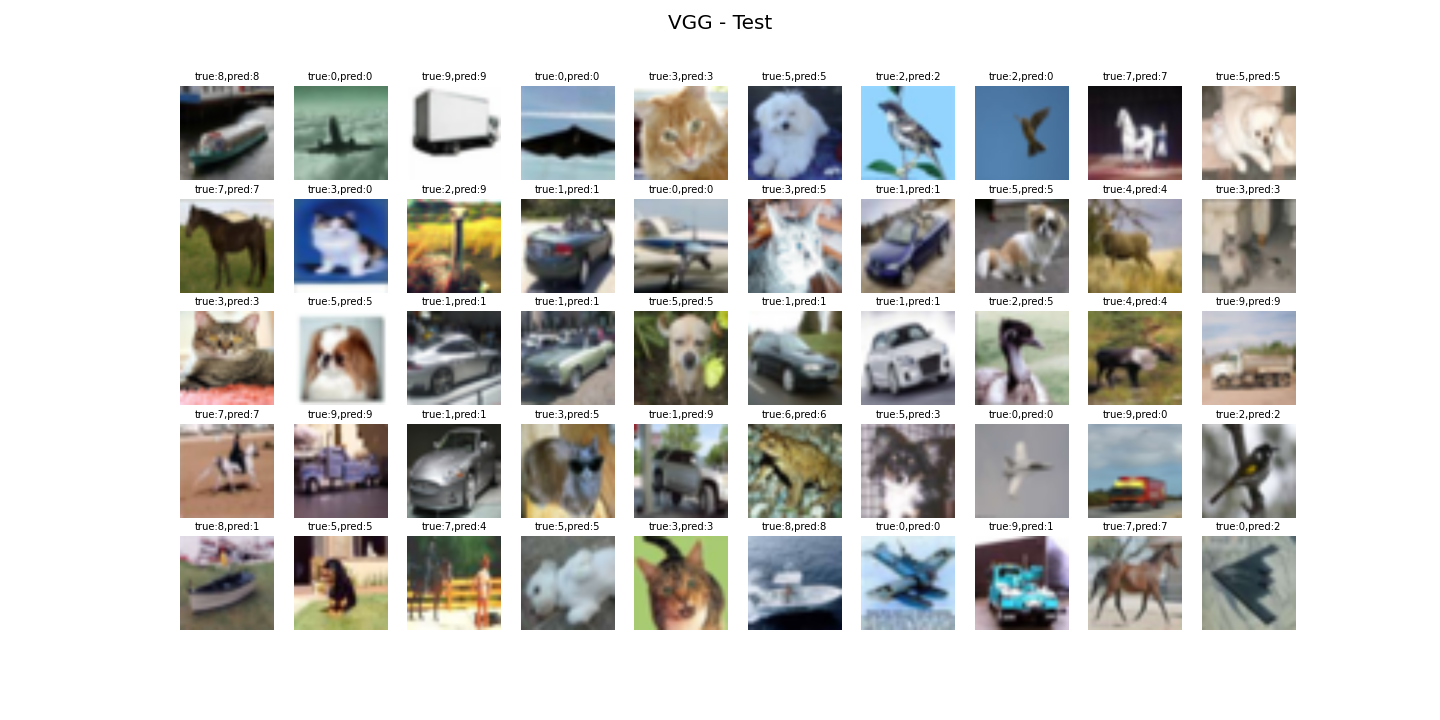 VGG - Test
true:8,pred:8 true:0,pred:0 true:9,pred:9 true:0,pred:0 true:3,pred:3 true:5,pred:5 true:2,pred:2 true:2,pred:0 true:7,pred:7 true:5,pred:5
true:7,pred:7 true:3,pred:0 true:2,pred:9 true:1,pred:1 true:0,pred:0 true:3,pred:5 true:1,pred:1 true:5,pred:5 true:4,pred:4 true:3,pred:3
true:3,pred:3 true:5,pred:5 true:1,pred:1 true:1,pred:1 true:5,pred:5 true:1,pred:1 true:1,pred:1 true:2,pred:5 true:4,pred:4 true:9,pred:9
true:7,pred:7 true:9,pred:9 true:1,pred:1 true:3,pred:5 true:1,pred:9 true:6,pred:6 true:5,pred:3 true:0,pred:0 true:9,pred:0 true:2,pred:2
true:8,pred:1 true:5,pred:5 true:7,pred:4 true:5,pred:5 true:3,pred:3 true:8,pred:8 true:0,pred:0 true:9,pred:1 true:7,pred:7 true:0,pred:2